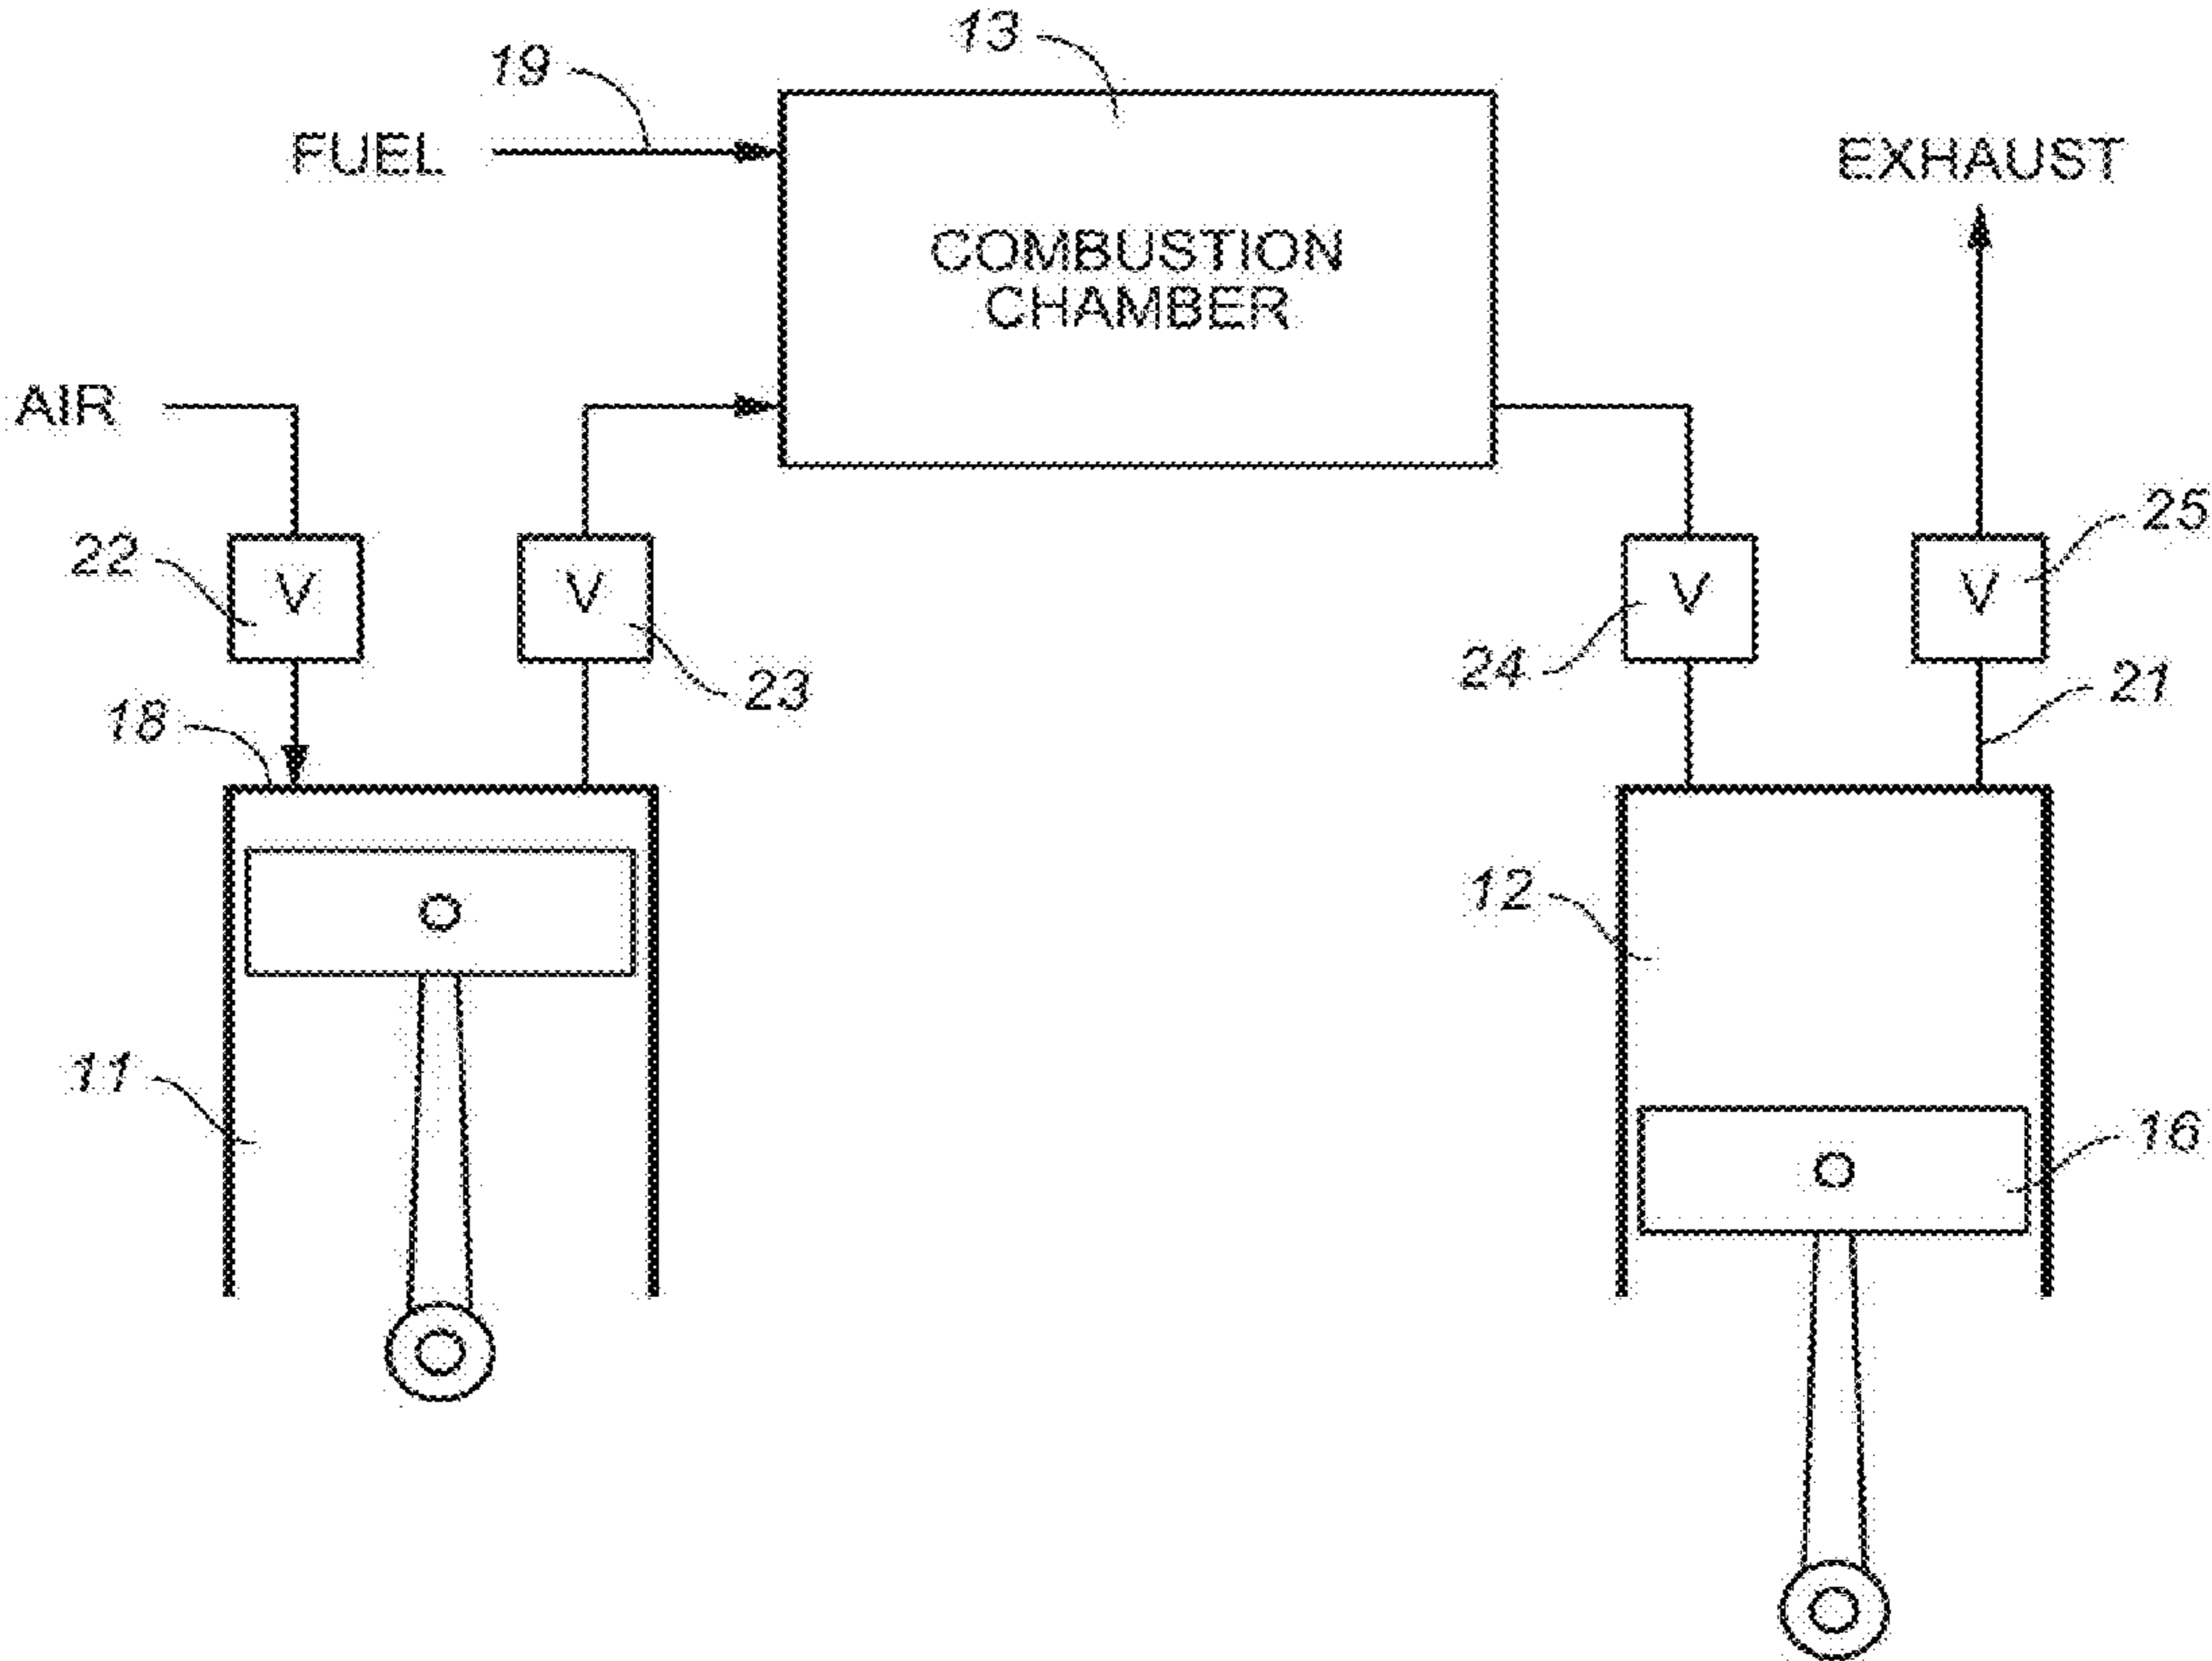 13
19
FUEL
EXHAUST
COMBUSTION
CHAMBER
AIR
22
V
V
23
24
V
V
25
18
21
12
11
16